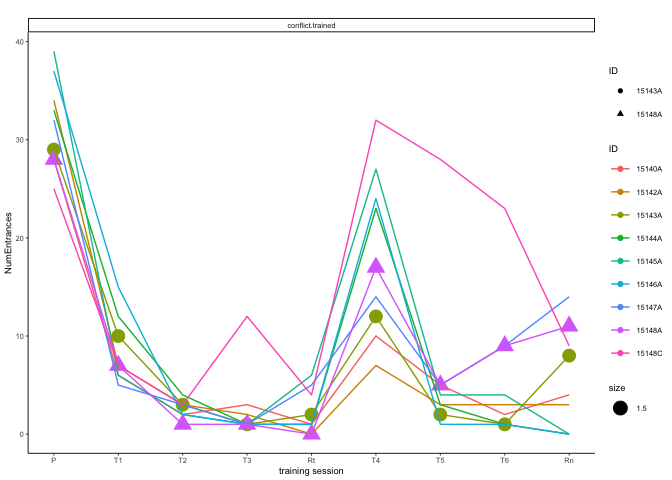 conflict.trained
40
30
20
10
0
NumEntrances
P T1 T2 T3 Rt T4 T5 T6 Rn
training session
ID
15143A
15148A
ID
15140A
15142A
15143A
15144A
15145A
15146A
15147A
15148A
15148C
size
1.5